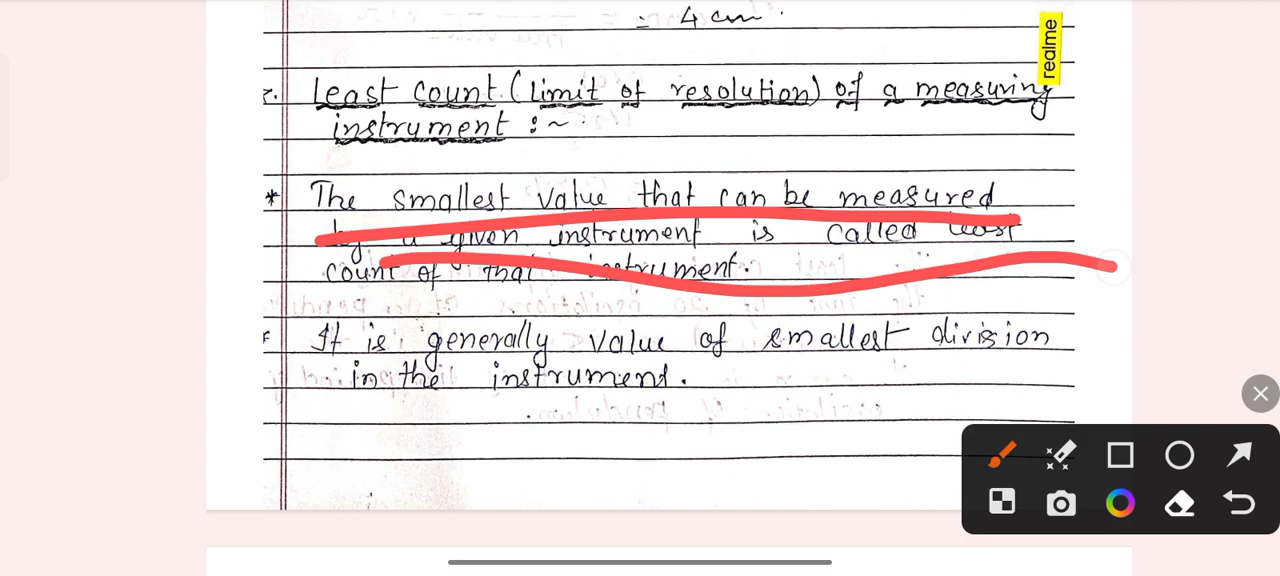 = 4 cm.
realme
2. least count (limit of resolution) of a measuring
instrument :~
* The smallest value that can be measured
by a given instrument is called least
count of that instrument.
* It is generally value of smallest division
in the instrument.